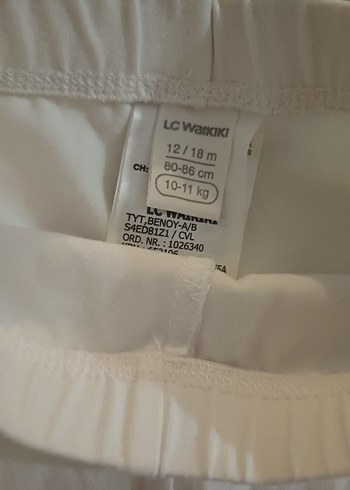 LC WAIKIKI
12 / 18 m
80-86 cm
10-11 kg
CH:
LC WAIKIKI
TYT,BENOY-A/B
S4ED81Z1 / CVL
ORD. NR. : 1026340